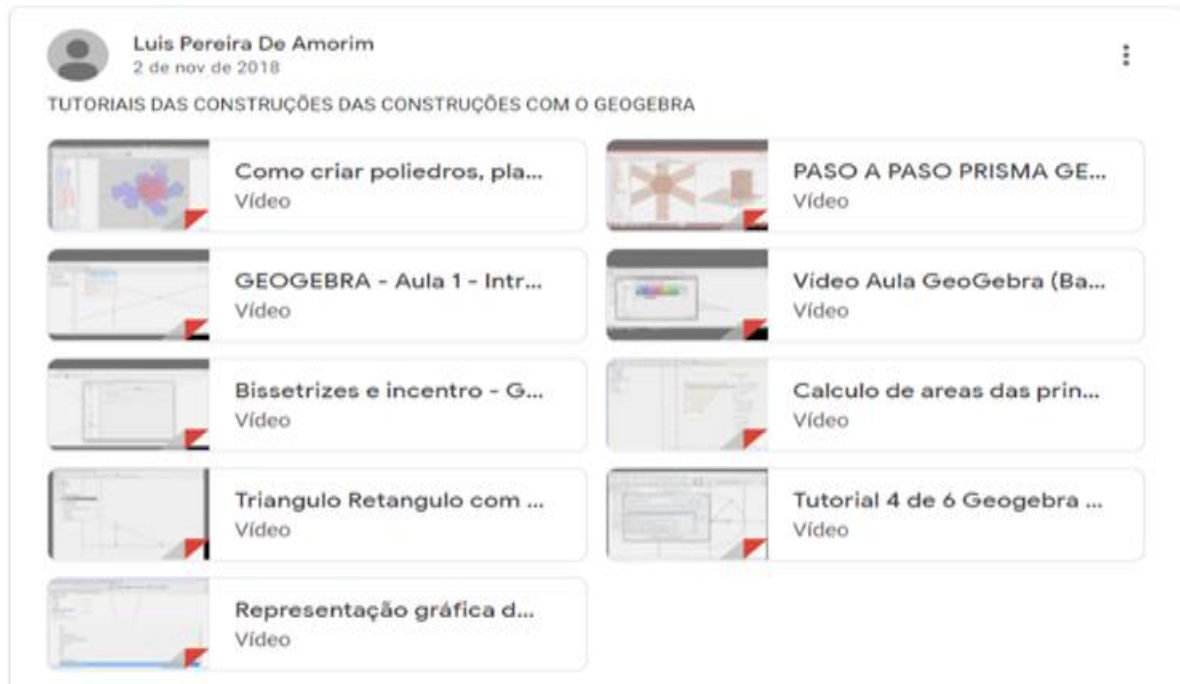 Luis Pereira De Amorim
2 de nov de 2018
TUTORIAIS DAS CONSTRUÇÕES DAS CONSTRUÇÕES COM O GEOGEBRA
Como criar poliedros, pla...
Vídeo
PASO A PASO PRISMA GE...
Vídeo
GEOGEBRA - Aula 1 - Intr...
Vídeo
Vídeo Aula GeoGebra (Ba...
Vídeo
Bissetrizes e incentro - G...
Vídeo
Calculo de areas das prin...
Vídeo
Triangulo Retangulo com ...
Vídeo
Tutorial 4 de 6 Geogebra ...
Vídeo
Representação gráfica d...
Vídeo